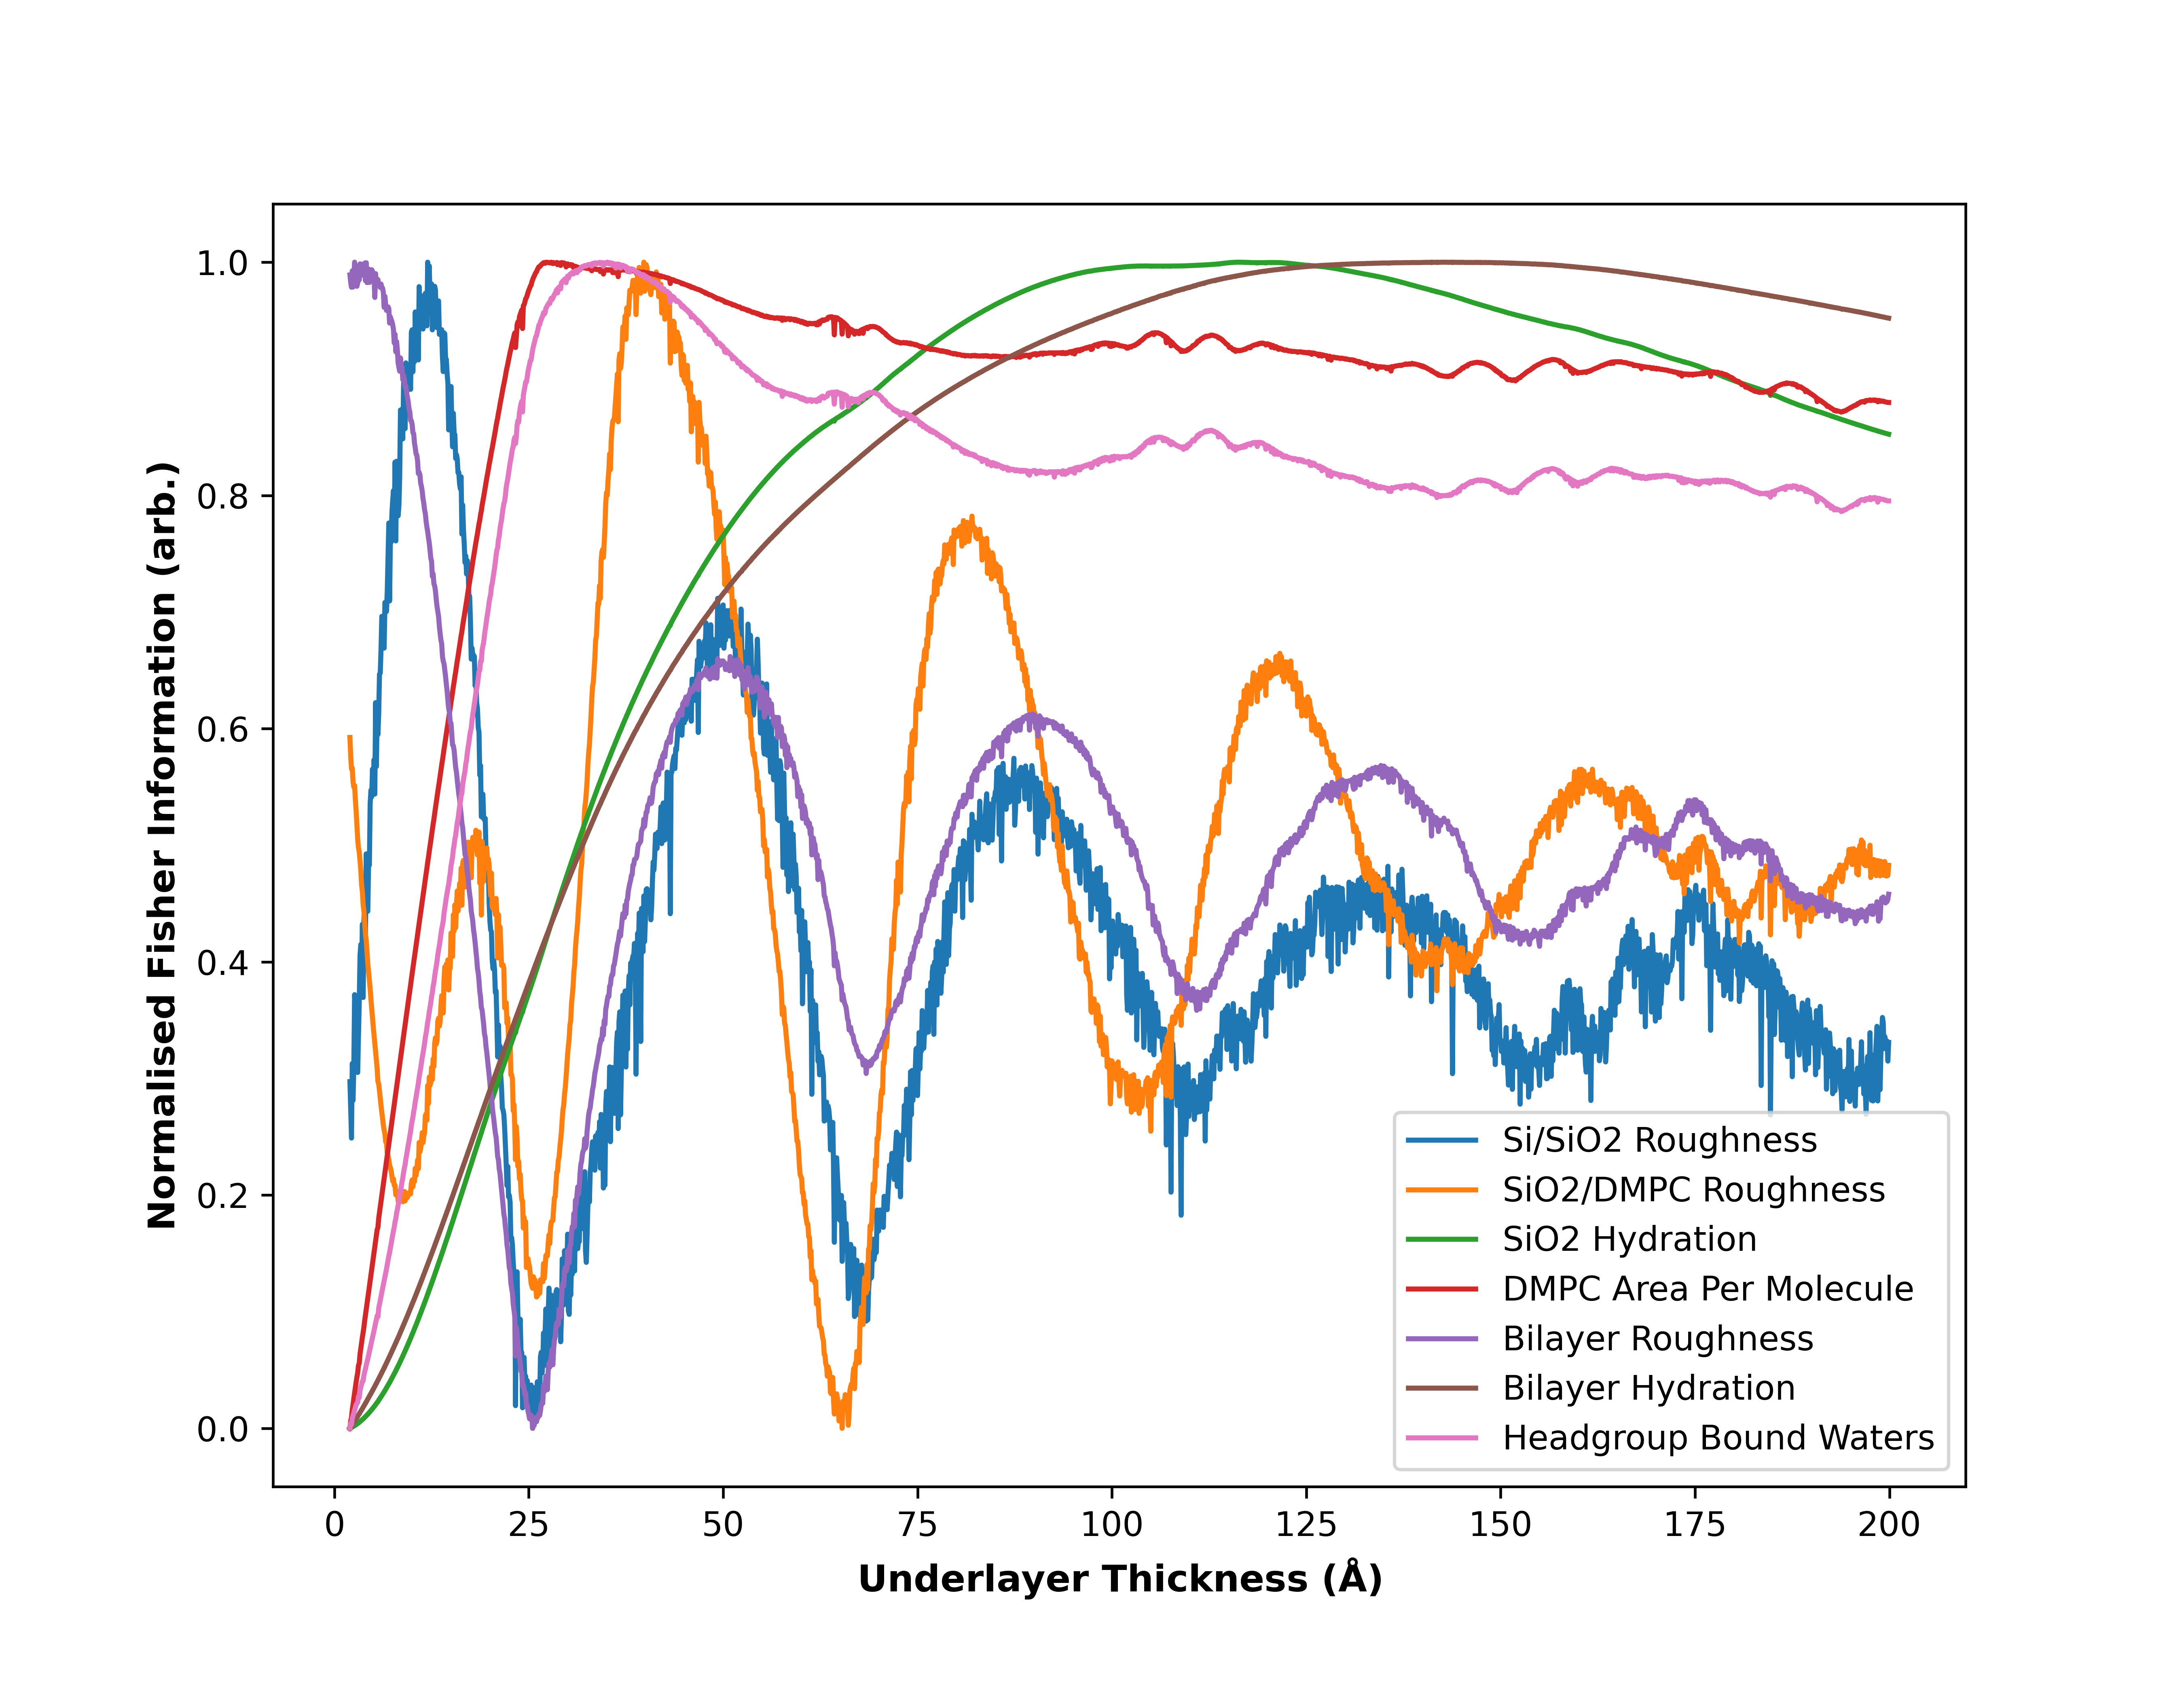 Normalised Fisher Information (arb.)
1.0
0.8
0.6
0.4
0.2
0.0
0 25 50 75 100 125 150 175 200
Underlayer Thickness (Å)
Si/SiO2 Roughness
SiO2/DMPC Roughness
SiO2 Hydration
DMPC Area Per Molecule
Bilayer Roughness
Bilayer Hydration
Headgroup Bound Waters